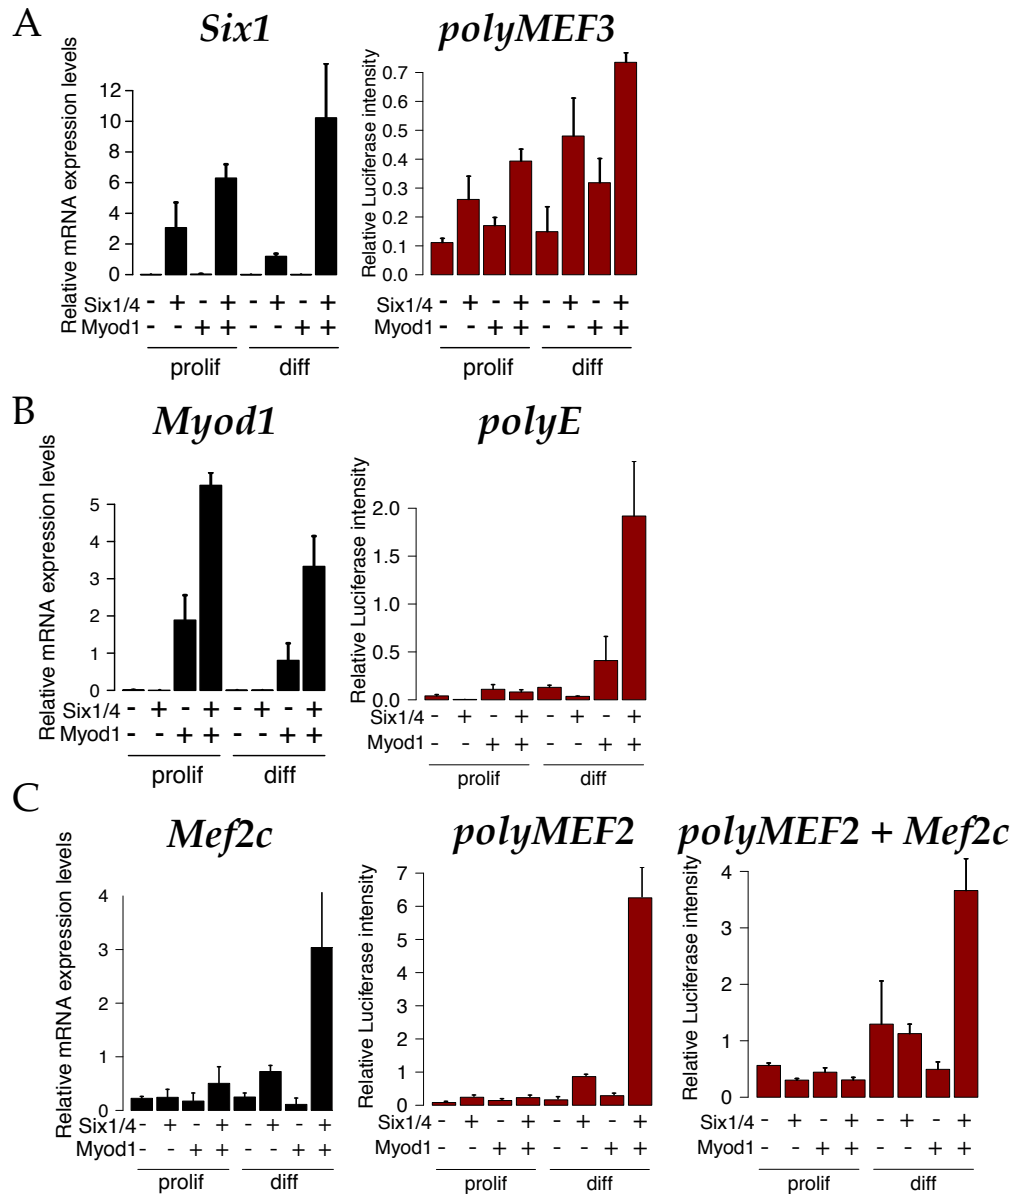 A
Six1
polyMEF3
Relative mRNA expression levels
12
10
8
6
4
2
0
Relative Luciferase intensity
0.7
0.6
0.5
0.4
0.3
0.2
0.1
0.0
Six1/4 - + - + - + - + - + - + - + - +
Myod1 - - + + - - + + - - + + - - + +
prolif diff prolif diff
B
Myod1
polyE
Relative mRNA expression levels
5
4
3
2
1
0
Relative Luciferase intensity
2.0
1.5
1.0
0.5
0.0
Six1/4 - + - + - + - + Six1/4 - + - + - + - +
Myod1 - - + + - - + + Myod1 - - + + - - + +
prolif diff prolif diff
C
Mef2c
polyMEF2
polyMEF2 + Mef2c
Relative mRNA expression levels
4
3
2
1
0
Relative Luciferase intensity
7
6
5
4
3
2
1
0
Relative Luciferase intensity
4
3
2
1
0
Six1/4 - + - + - + - + Six1/4 - + - + - + - + Six1/4 - + - + - + - +
Myod1 - - + + - - + + Myod1 - - + + - - + + Myod1 - - + + - - + +
prolif diff prolif diff prolif diff